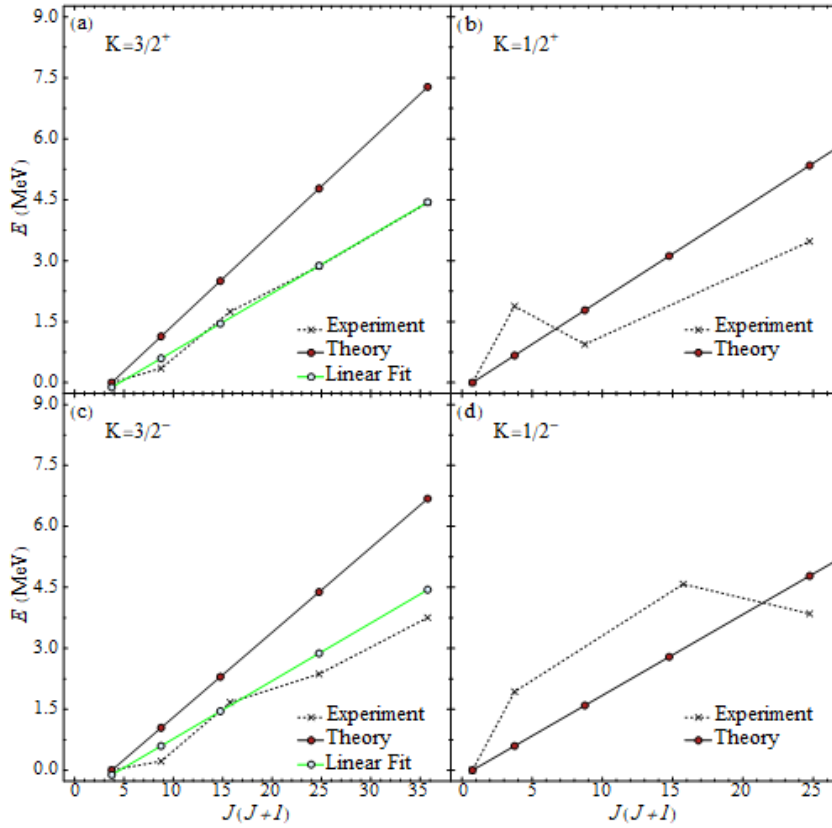 (a)
K=3/2⁺
9.0
7.5
6.0
4.5
3.0
1.5
0.0
E (MeV)
Experiment
Theory
Linear Fit
(b)
K=1/2⁺
Experiment
Theory
(c)
K=3/2⁻
9.0
7.5
6.0
4.5
3.0
1.5
0.0
E (MeV)
Experiment
Theory
Linear Fit
0 5 10 15 20 25 30 35
J(J+1)
(d)
K=1/2⁻
Experiment
Theory
0 5 10 15 20 25
J(J+1)